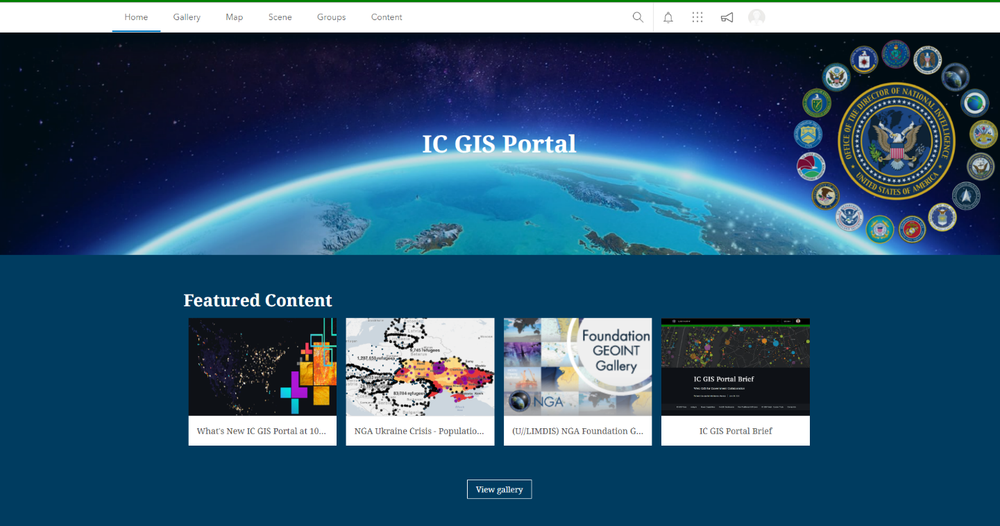 Home
Gallery
Map
Scene
Groups
Content
OFFICE OF THE DIRECTOR OF NATIONAL INTELLIGENCE
UNITED STATES OF AMERICA
IC GIS Portal
Featured Content
Latvia
Belarus
9,745 refugees
1,297,650 refugees
83,704 refugees
Bulgaria
Foundation
GEOINT
Gallery
NGA
IC GIS Portal Brief
What's New IC GIS Portal at 10...
NGA Ukraine Crisis - Populatio...
(U//LIMDIS) NGA Foundation G...
IC GIS Portal Brief
View gallery